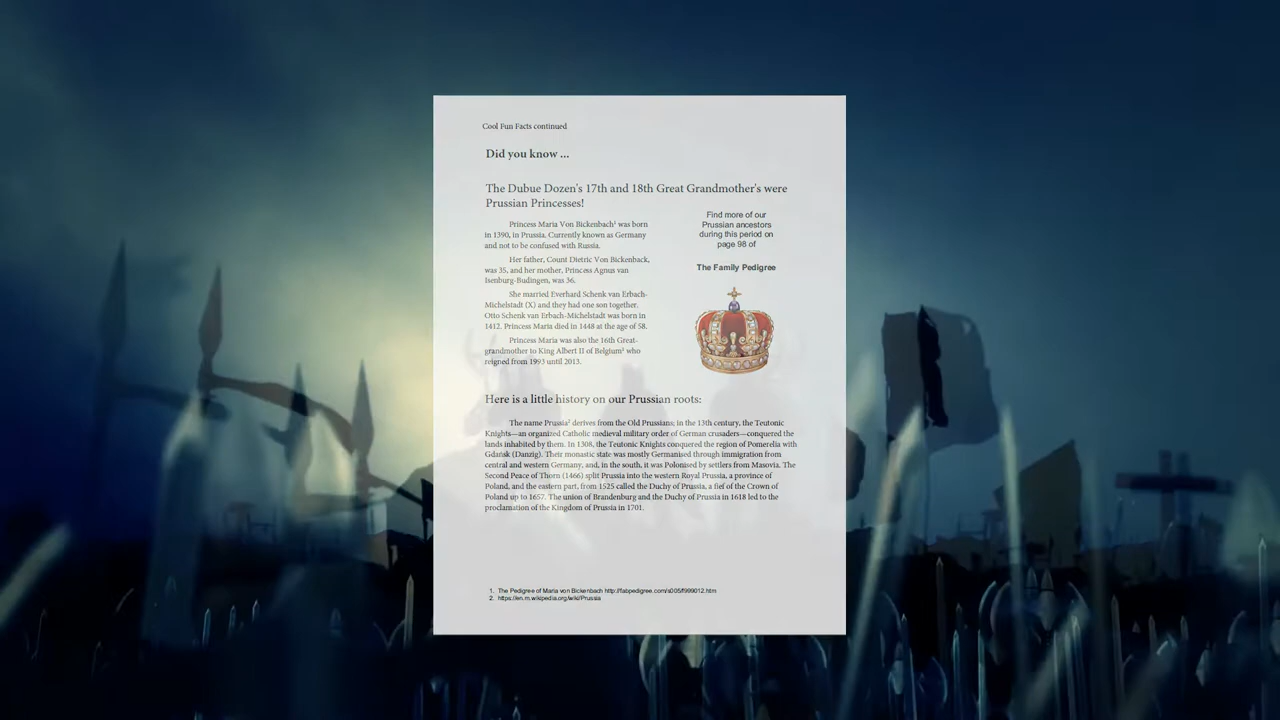 Cool Fun Facts continued
Did you know ...
The Dubue Dozen's 17th and 18th Great Grandmother's were
Prussian Princesses!
Princess Maria Von Bickenbach¹ was born
in 1390, in Prussia. Currently known as Germany
and not to be confused with Russia.
Her father, Count Dietric Von Bickenback,
was 35, and her mother, Princess Agnus van
Isenburg-Budingen, was 36.
She married Everhard Schenk van Erbach-
Michelstadt (X) and they had one son together.
Otto Schenk van Erbach-Michelstadt was born in
1412. Princess Maria died in 1448 at the age of 58.
Princess Maria was also the 16th Great-
grandmother to King Albert II of Belgium² who
reigned from 1993 until 2013.
Find more of our
Prussian ancestors
during this period on
page 98 of
The Family Pedigree
Here is a little history on our Prussian roots:
The name Prussia² derives from the Old Prussians; in the 13th century, the Teutonic
Knights—an organized Catholic medieval military order of German crusaders—conquered the
lands inhabited by them. In 1308, the Teutonic Knights conquered the region of Pomerelia with
Gdańsk (Danzig). Their monastic state was mostly Germanised through immigration from
central and western Germany, and, in the south, it was Polonised by settlers from Masovia. The
Second Peace of Thorn (1466) split Prussia into the western Royal Prussia, a province of
Poland, and the eastern part, from 1525 called the Duchy of Prussia, a fief of the Crown of
Poland up to 1657. The union of Brandenburg and the Duchy of Prussia in 1618 led to the
proclamation of the Kingdom of Prussia in 1701.
1. The Pedigree of Maria von Bickenbach http://fabpedigree.com/s005/f999012.htm
2. https://en.m.wikipedia.org/wiki/Prussia